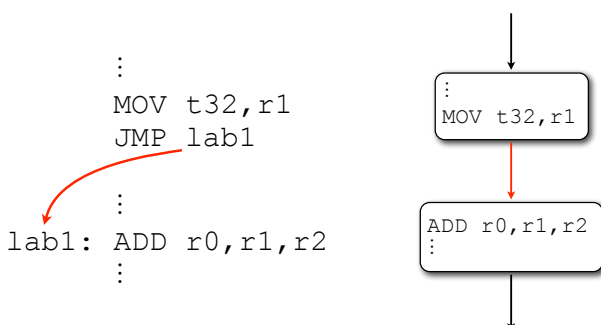 ⋮
MOV t32,r1
JMP lab1
⋮
lab1: ADD r0,r1,r2
⋮
⋮
MOV t32,r1
ADD r0,r1,r2
⋮